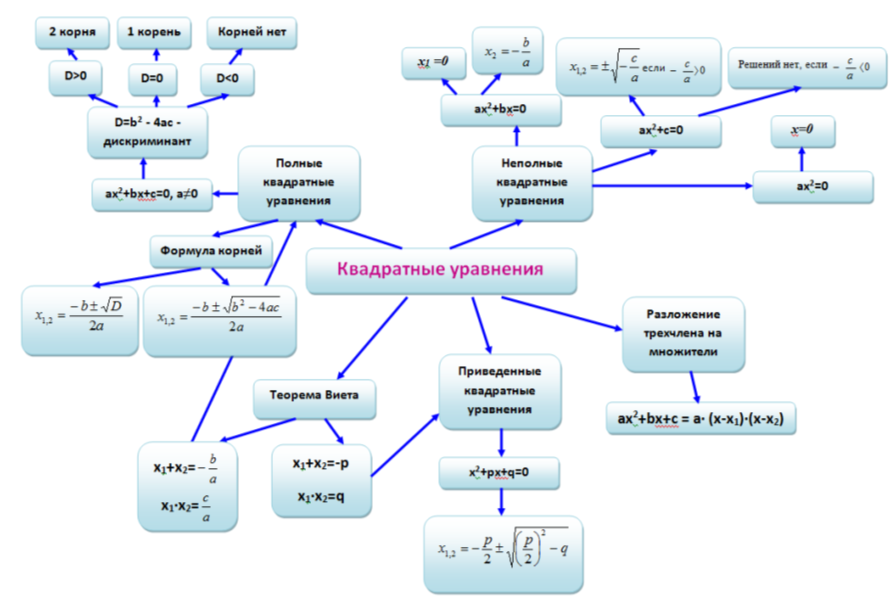 2 корня
1 корень
Корней нет
D>0
D=0
D<0
D=b² - 4ac -
дискриминант
ax²+bx+c=0, a≠0
Полные
квадратные
уравнения
Формула корней
x₁,₂ = (-b ± √D) / 2a
x₁,₂ = (-b ± √(b² - 4ac)) / 2a
x₁ =0
x₂ = -b/a
x₁,₂ = ±√(-c/a) если - c/a 〉0
Решений нет, если - c/a 〈0
ax²+bx=0
ax²+c=0
x=0
ax²=0
Неполные
квадратные
уравнения
Квадратные уравнения
Разложение
трехчлена на
множители
ax²+bx+c = a· (x-x₁)·(x-x₂)
Теорема Виета
x₁+x₂= -b/a
x₁·x₂= c/a
x₁+x₂=-p
x₁·x₂=q
Приведенные
квадратные
уравнения
x²+px+q=0
x₁,₂ = -p/2 ± √((p/2)² - q)